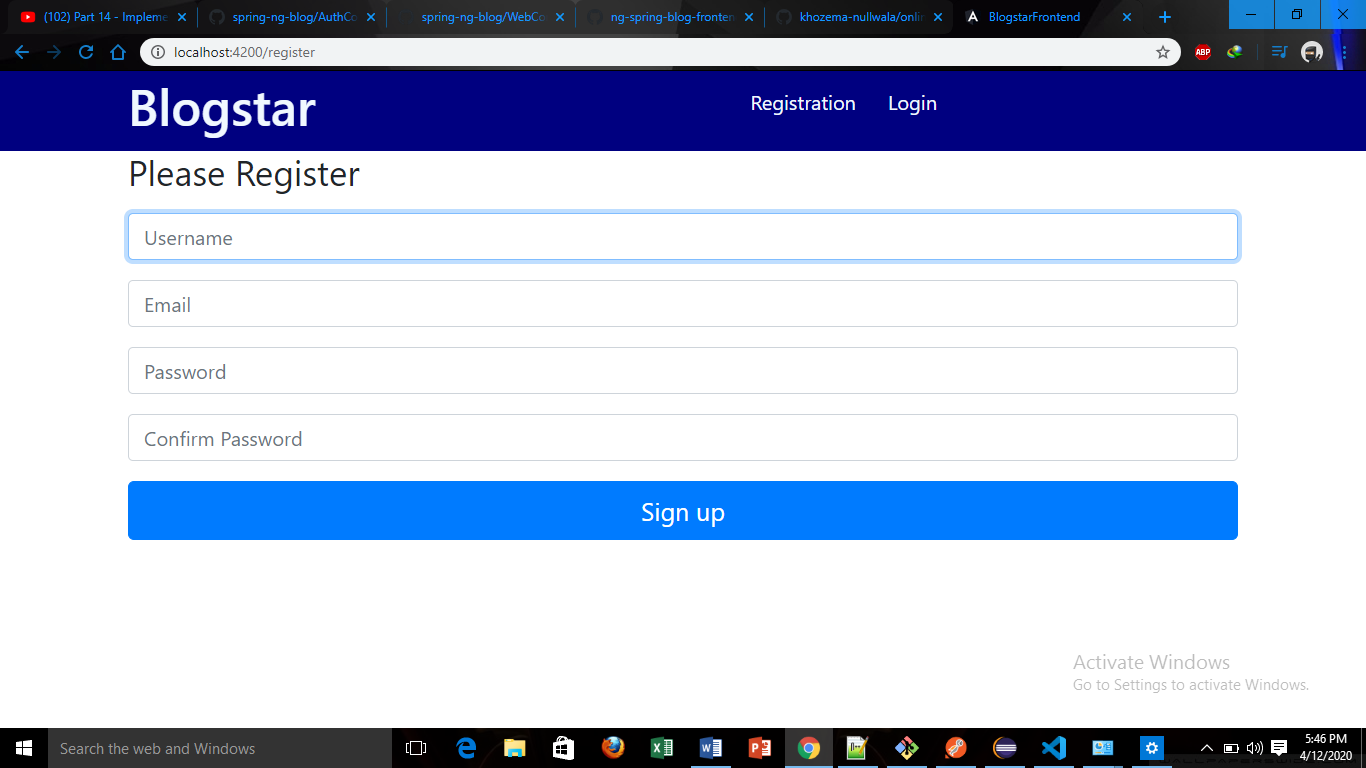 (102) Part 14 - Impleme
spring-ng-blog/AuthCo
spring-ng-blog/WebCo
ng-spring-blog-fronten
khozema-nullwala/onlin
BlogstarFrontend
localhost:4200/register
ABP
Blogstar
Registration
Login
Please Register
Username
Email
Password
Confirm Password
Sign up
Activate Windows
Go to Settings to activate Windows.
Search the web and Windows
5:46 PM
4/12/2020